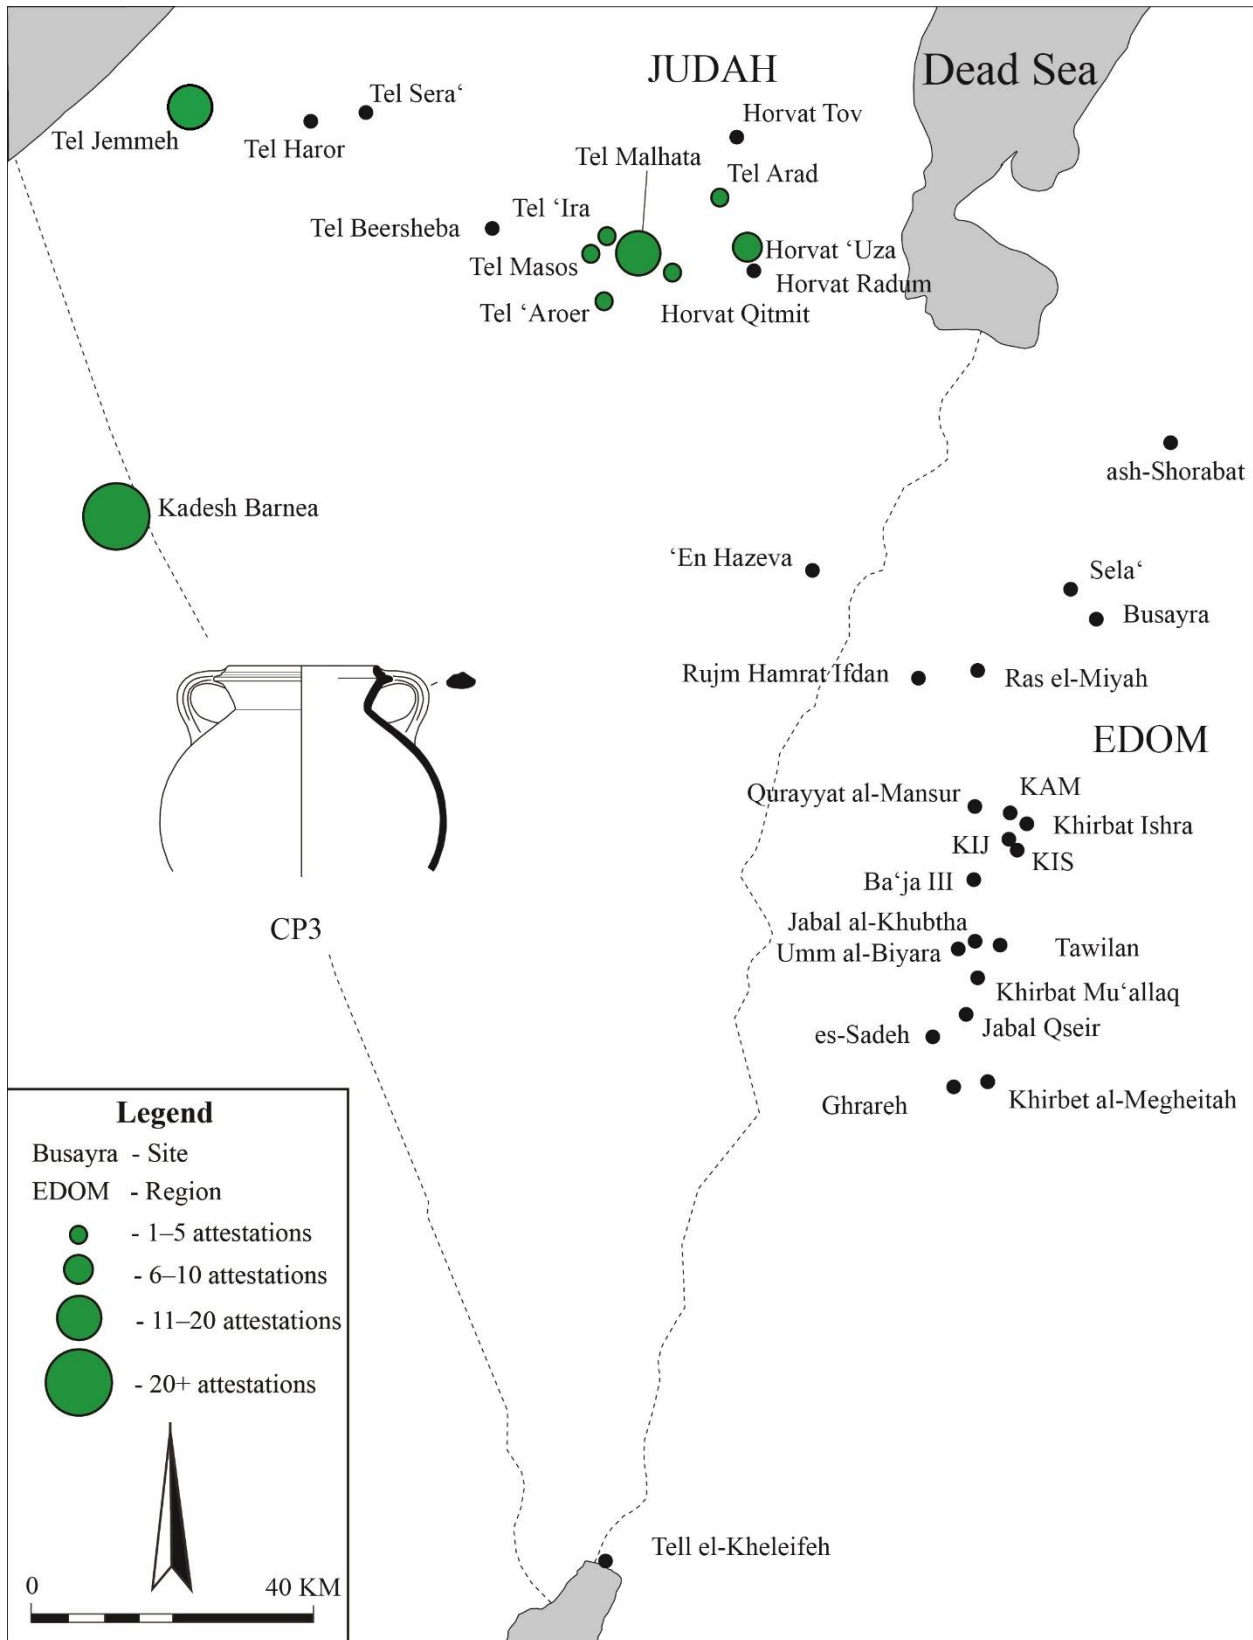 JUDAH
Dead Sea
Tel Sera‘
Tel Jemmeh
Tel Haror
Horvat Tov
Tel Malhata
Tel Arad
Tel ‘Ira
Tel Beersheba
Horvat ‘Uza
Tel Masos
Horvat Radum
Tel ‘Aroer
Horvat Qitmit
ash-Shorabat
Kadesh Barnea
‘En Hazeva
Sela‘
Busayra
Rujm Hamrat Ifdan
Ras el-Miyah
EDOM
Qurayyat al-Mansur
KAM
Khirbat Ishra
KIJ
KIS
Ba‘ja III
Jabal al-Khubtha
Umm al-Biyara
Tawilan
CP3
Khirbat Mu‘allaq
Jabal Qseir
es-Sadeh
Ghrareh
Khirbet al-Megheitah
Legend
Busayra - Site
EDOM - Region
- 1–5 attestations
- 6–10 attestations
- 11–20 attestations
- 20+ attestations
Tell el-Kheleifeh
0 40 KM